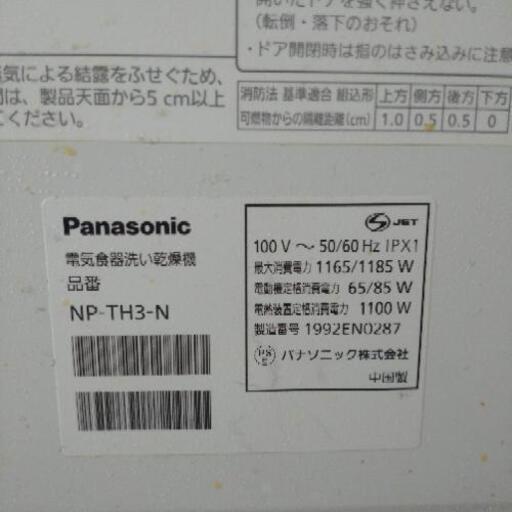 開いたドアを強く押さえない。
(転倒・落下のおそれ)
・ドア開閉時は指のはさみ込みに注意
気による結露をふせぐため、
間は、製品天面から5 cm以上
ください。
消防法 基準適合 組込形 上方 側方 後方 下方
可燃物からの隔離距離(cm) 1.0 0.5 0.5 0
Panasonic
電気食器洗い乾燥機
品番
NP-TH3-N
JET
100 V ～ 50/60 Hz IPX1
最大消費電力 1165/1185 W
電動機定格消費電力 65/85 W
電熱装置定格消費電力 1100 W
製造番号 1992EN0287
PS E パナソニック株式会社
中国製